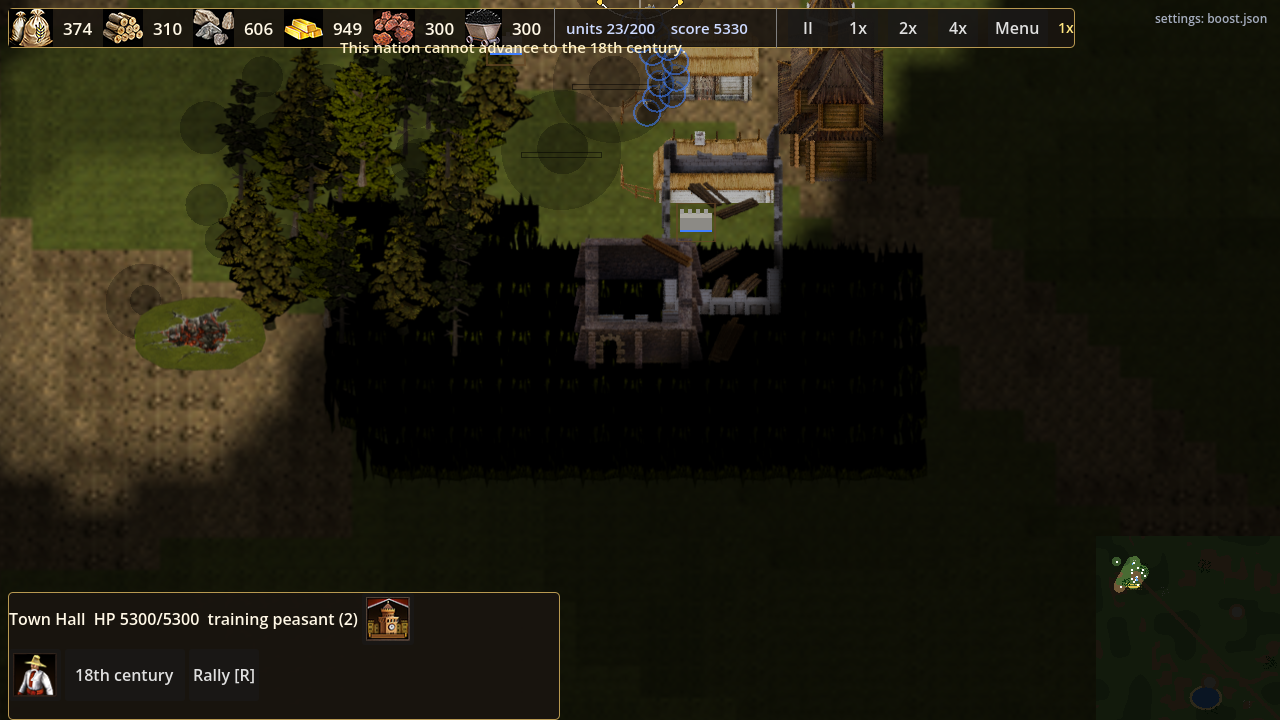 374 310 606 949 300 300 units 23/200 score 5330 II 1x 2x 4x Menu 1x
settings: boost.json
This nation cannot advance to the 18th century.
Town Hall HP 5300/5300 training peasant (2)
18th century Rally [R]